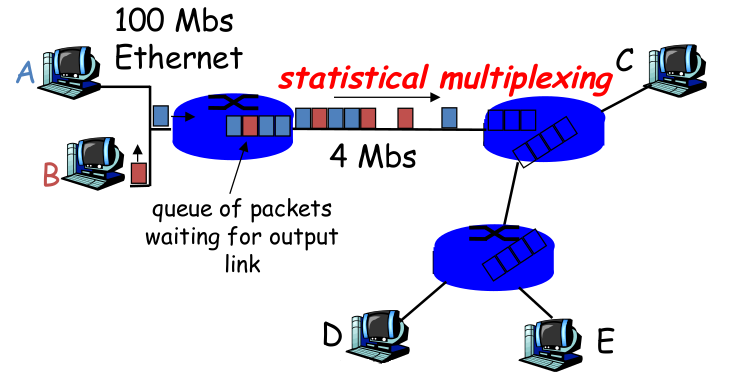 100 Mbs
Ethernet
A
statistical multiplexing
C
B
4 Mbs
queue of packets
waiting for output
link
D
E